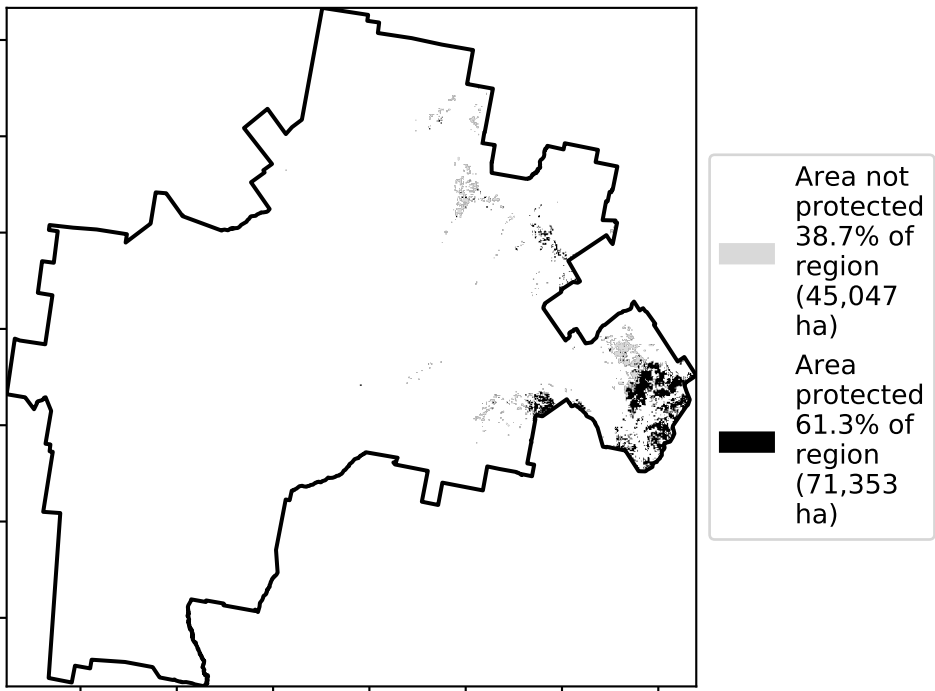 Area not
protected
38.7% of
region
(45,047
ha)
Area
protected
61.3% of
region
(71,353
ha)